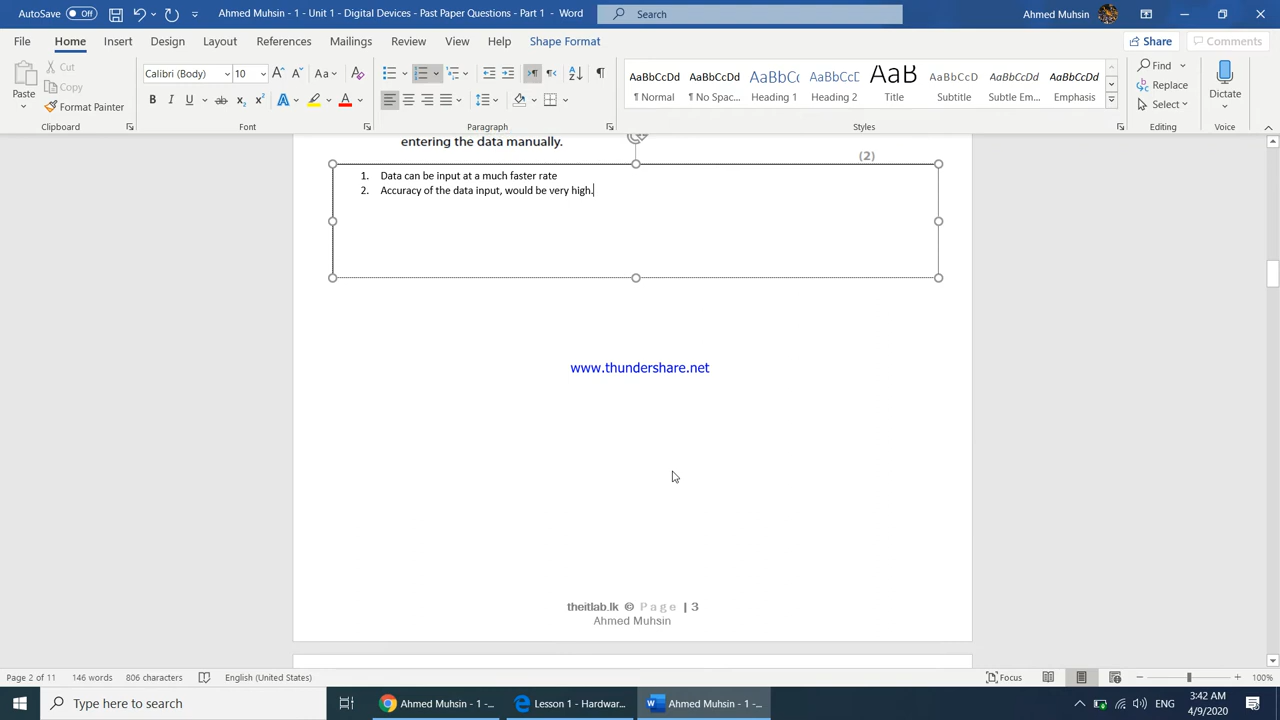 AutoSave Off Ahmed Muhsin - 1 - Unit 1 - Digital Devices - Past Paper Questions - Part 1 - Word Search Ahmed Muhsin
File Home Insert Design Layout References Mailings Review View Help Shape Format Share Comments
Cut
Copy
Format Painter
Paste
Clipboard
Calibri (Body) 10
Font
Paragraph
AaBbCcDd AaBbCcDd AaBbCc AaBbCcD AaB AaBbCcD AaBbCcDd AaBbCcDd
¶ Normal ¶ No Spac... Heading 1 Heading 2 Title Subtitle Subtle Em... Emphasis
Styles
Find
Replace
Select
Editing
Dictate
Voice
entering the data manually.
(2)
1. Data can be input at a much faster rate
2. Accuracy of the data input, would be very high.
www.thundershare.net
theitlab.lk © Page | 3
Ahmed Muhsin
Page 2 of 11 146 words 806 characters English (United States) Focus 100%
Type here to search Ahmed Muhsin - 1 -... Lesson 1 - Hardwar... Ahmed Muhsin - 1 -... ENG 3:42 AM
4/9/2020